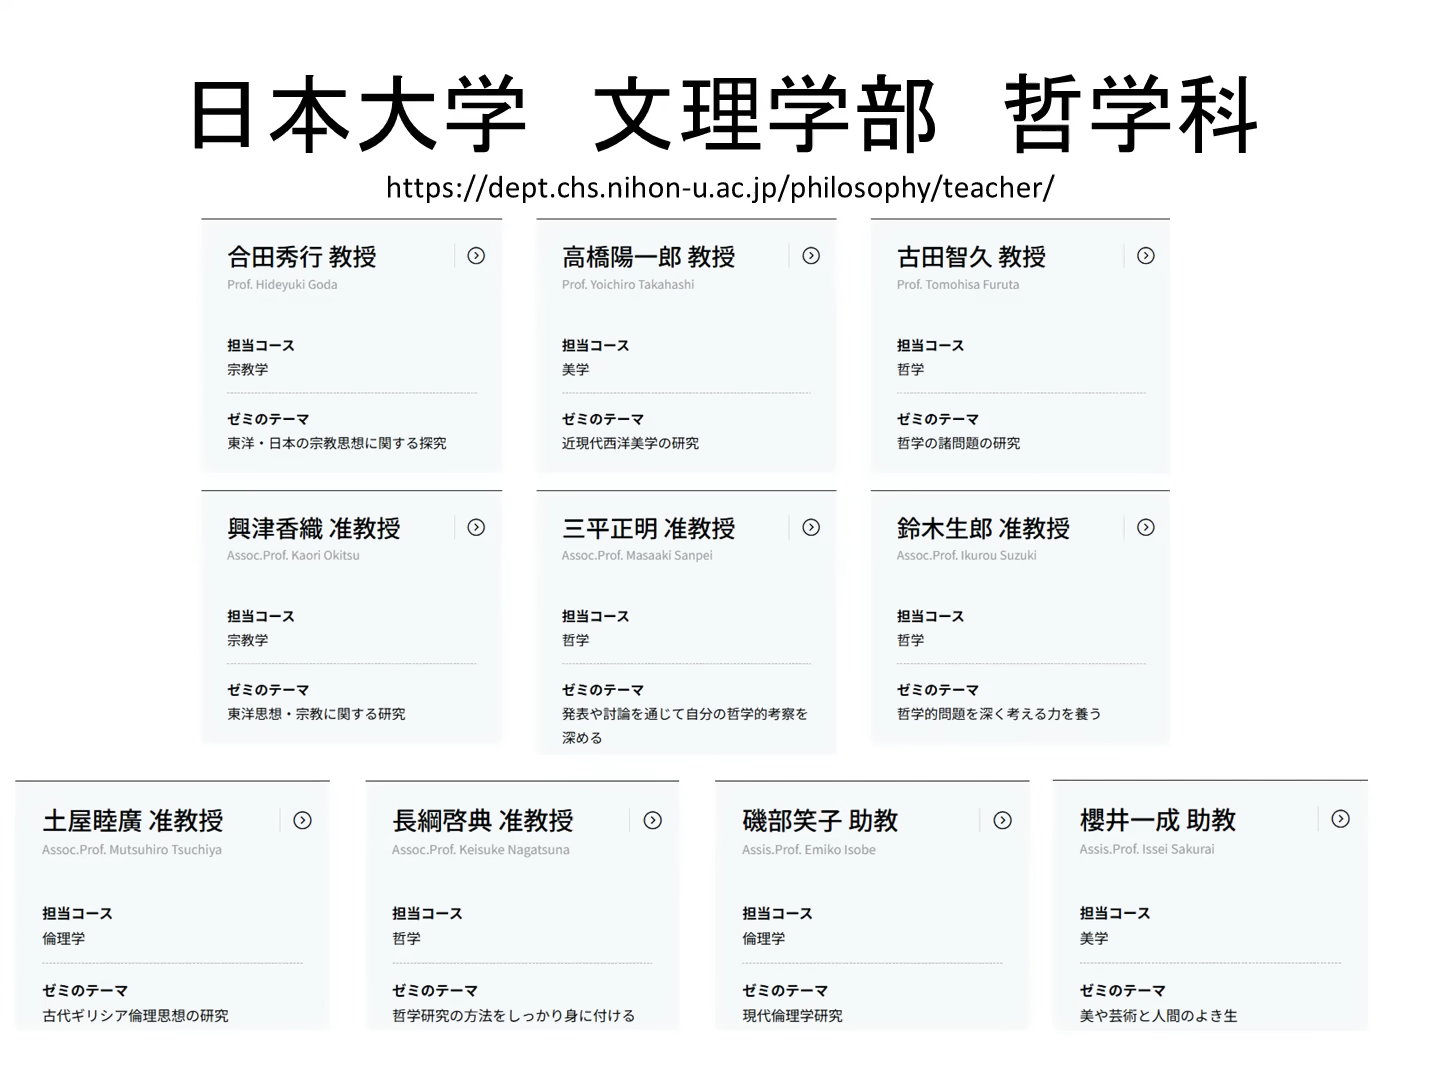 日本大学　文理学部　哲学科
https://dept.chs.nihon-u.ac.jp/philosophy/teacher/
合田秀行 教授
Prof. Hideyuki Goda
担当コース
宗教学
ゼミのテーマ
東洋・日本の宗教思想に関する探究
高橋陽一郎 教授
Prof. Yoichiro Takahashi
担当コース
美学
ゼミのテーマ
近現代西洋美学の研究
古田智久 教授
Prof. Tomohisa Furuta
担当コース
哲学
ゼミのテーマ
哲学の諸問題の研究
興津香織 准教授
Assoc.Prof. Kaori Okitsu
担当コース
宗教学
ゼミのテーマ
東洋思想・宗教に関する研究
三平正明 准教授
Assoc.Prof. Masaaki Sanpei
担当コース
哲学
ゼミのテーマ
発表や討論を通じて自分の哲学的考察を
深める
鈴木生郎 准教授
Assoc.Prof. Ikurou Suzuki
担当コース
哲学
ゼミのテーマ
哲学的問題を深く考える力を養う
土屋睦廣 准教授
Assoc.Prof. Mutsuhiro Tsuchiya
担当コース
倫理学
ゼミのテーマ
古代ギリシア倫理思想の研究
長綱啓典 准教授
Assoc.Prof. Keisuke Nagatsuna
担当コース
哲学
ゼミのテーマ
哲学研究の方法をしっかり身に付ける
磯部笑子 助教
Assis.Prof. Emiko Isobe
担当コース
倫理学
ゼミのテーマ
現代倫理学研究
櫻井一成 助教
Assis.Prof. Issei Sakurai
担当コース
美学
ゼミのテーマ
美や芸術と人間のよき生